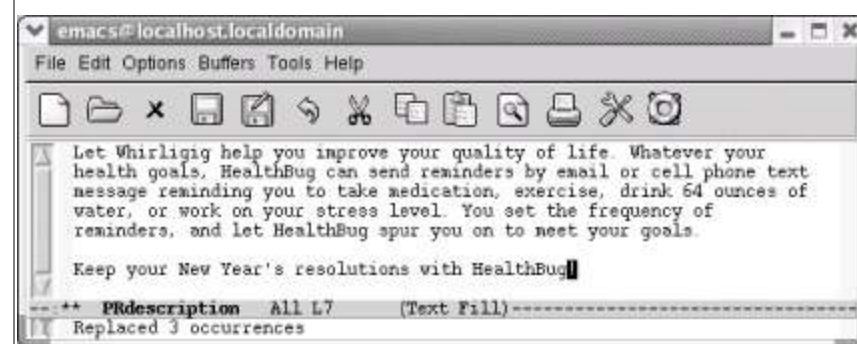 emacs@localhost.localdomain
File Edit Options Buffers Tools Help
Let Whirligig help you improve your quality of life. Whatever your
health goals, HealthBug can send reminders by email or cell phone text
message reminding you to take medication, exercise, drink 64 ounces of
water, or work on your stress level. You set the frequency of
reminders, and let HealthBug spur you on to meet your goals.
Keep your New Year's resolutions with HealthBug!
--:** PRdescription All L7 (Text Fill)--------------------------------
Replaced 3 occurrences